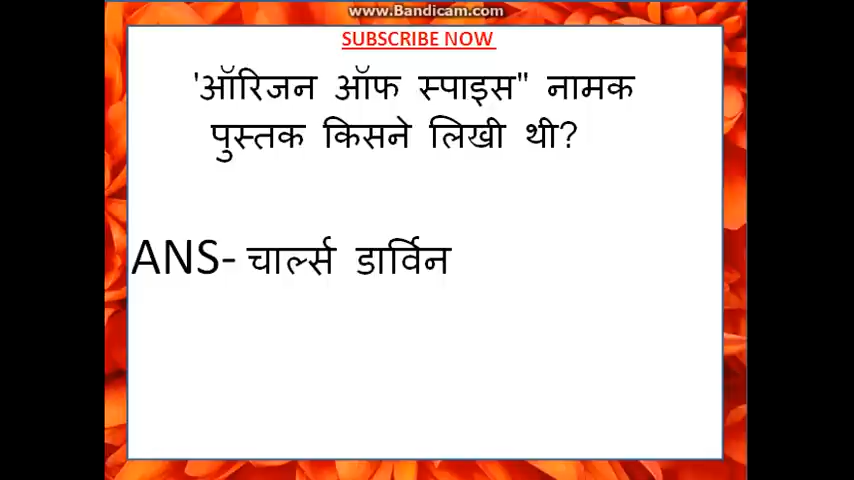 www.Bandicam.com
SUBSCRIBE NOW
'ऑरिजन ऑफ स्पाइस" नामक
पुस्तक किसने लिखी थी?
ANS- चार्ल्स डार्विन